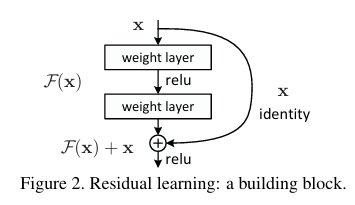 x
weight layer
F(x)
relu
x
weight layer
identity
F(x) + x
+
relu
Figure 2. Residual learning: a building block.